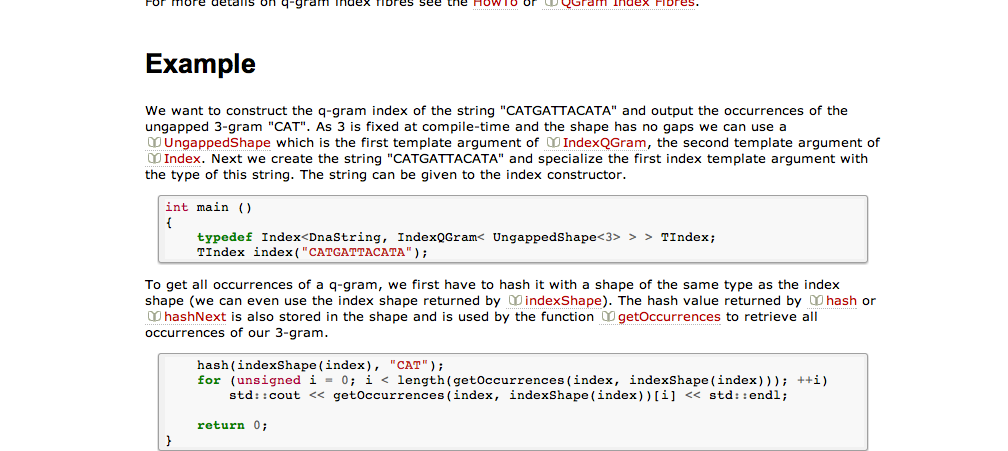 For more details on q-gram index fibres see the HowTo or QGram Index Fibres.
Example
We want to construct the q-gram index of the string "CATGATTACATA" and output the occurrences of the
ungapped 3-gram "CAT". As 3 is fixed at compile-time and the shape has no gaps we can use a
UngappedShape which is the first template argument of IndexQGram, the second template argument of
Index. Next we create the string "CATGATTACATA" and specialize the first index template argument with
the type of this string. The string can be given to the index constructor.
int main ()
{
    typedef Index<DnaString, IndexQGram< UngappedShape<3> > > TIndex;
    TIndex index("CATGATTACATA");
To get all occurrences of a q-gram, we first have to hash it with a shape of the same type as the index
shape (we can even use the index shape returned by indexShape). The hash value returned by hash or
hashNext is also stored in the shape and is used by the function getOccurrences to retrieve all
occurrences of our 3-gram.
    hash(indexShape(index), "CAT");
    for (unsigned i = 0; i < length(getOccurrences(index, indexShape(index))); ++i)
        std::cout << getOccurrences(index, indexShape(index))[i] << std::endl;
    return 0;
}